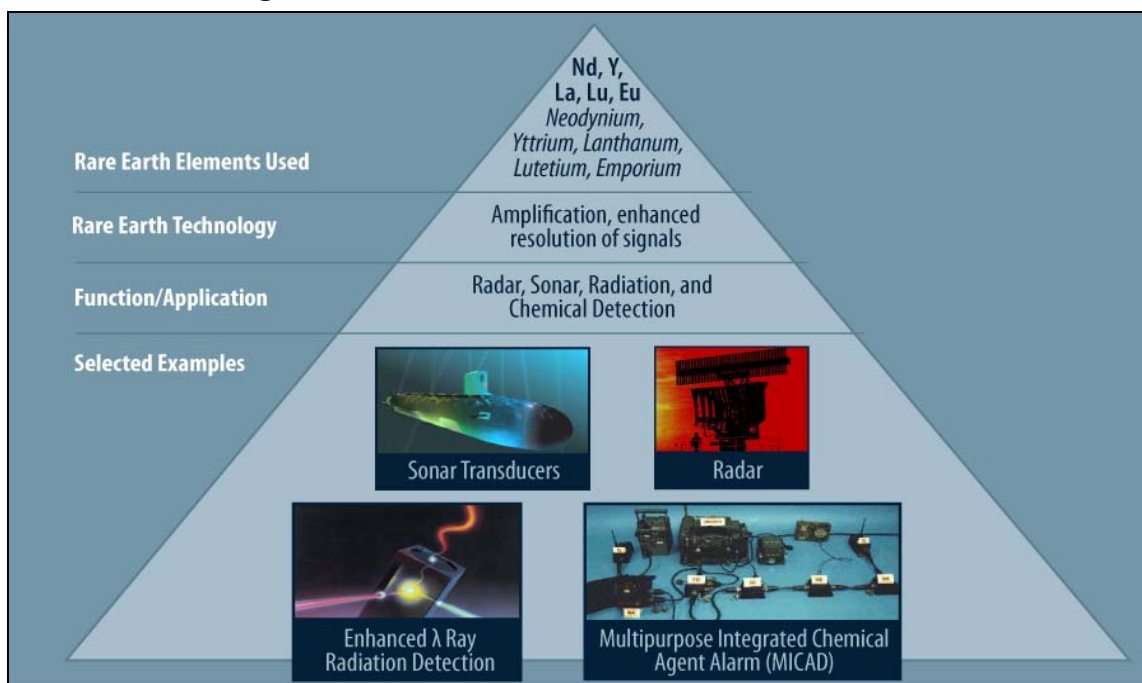 Nd, Y,
La, Lu, Eu
Neodynium,
Yttrium, Lanthanum,
Lutetium, Emporium
Rare Earth Elements Used
Rare Earth Technology
Amplification, enhanced
resolution of signals
Function/Application
Radar, Sonar, Radiation, and
Chemical Detection
Selected Examples
Sonar Transducers
Radar
Enhanced λ Ray
Radiation Detection
Multipurpose Integrated Chemical
Agent Alarm (MICAD)